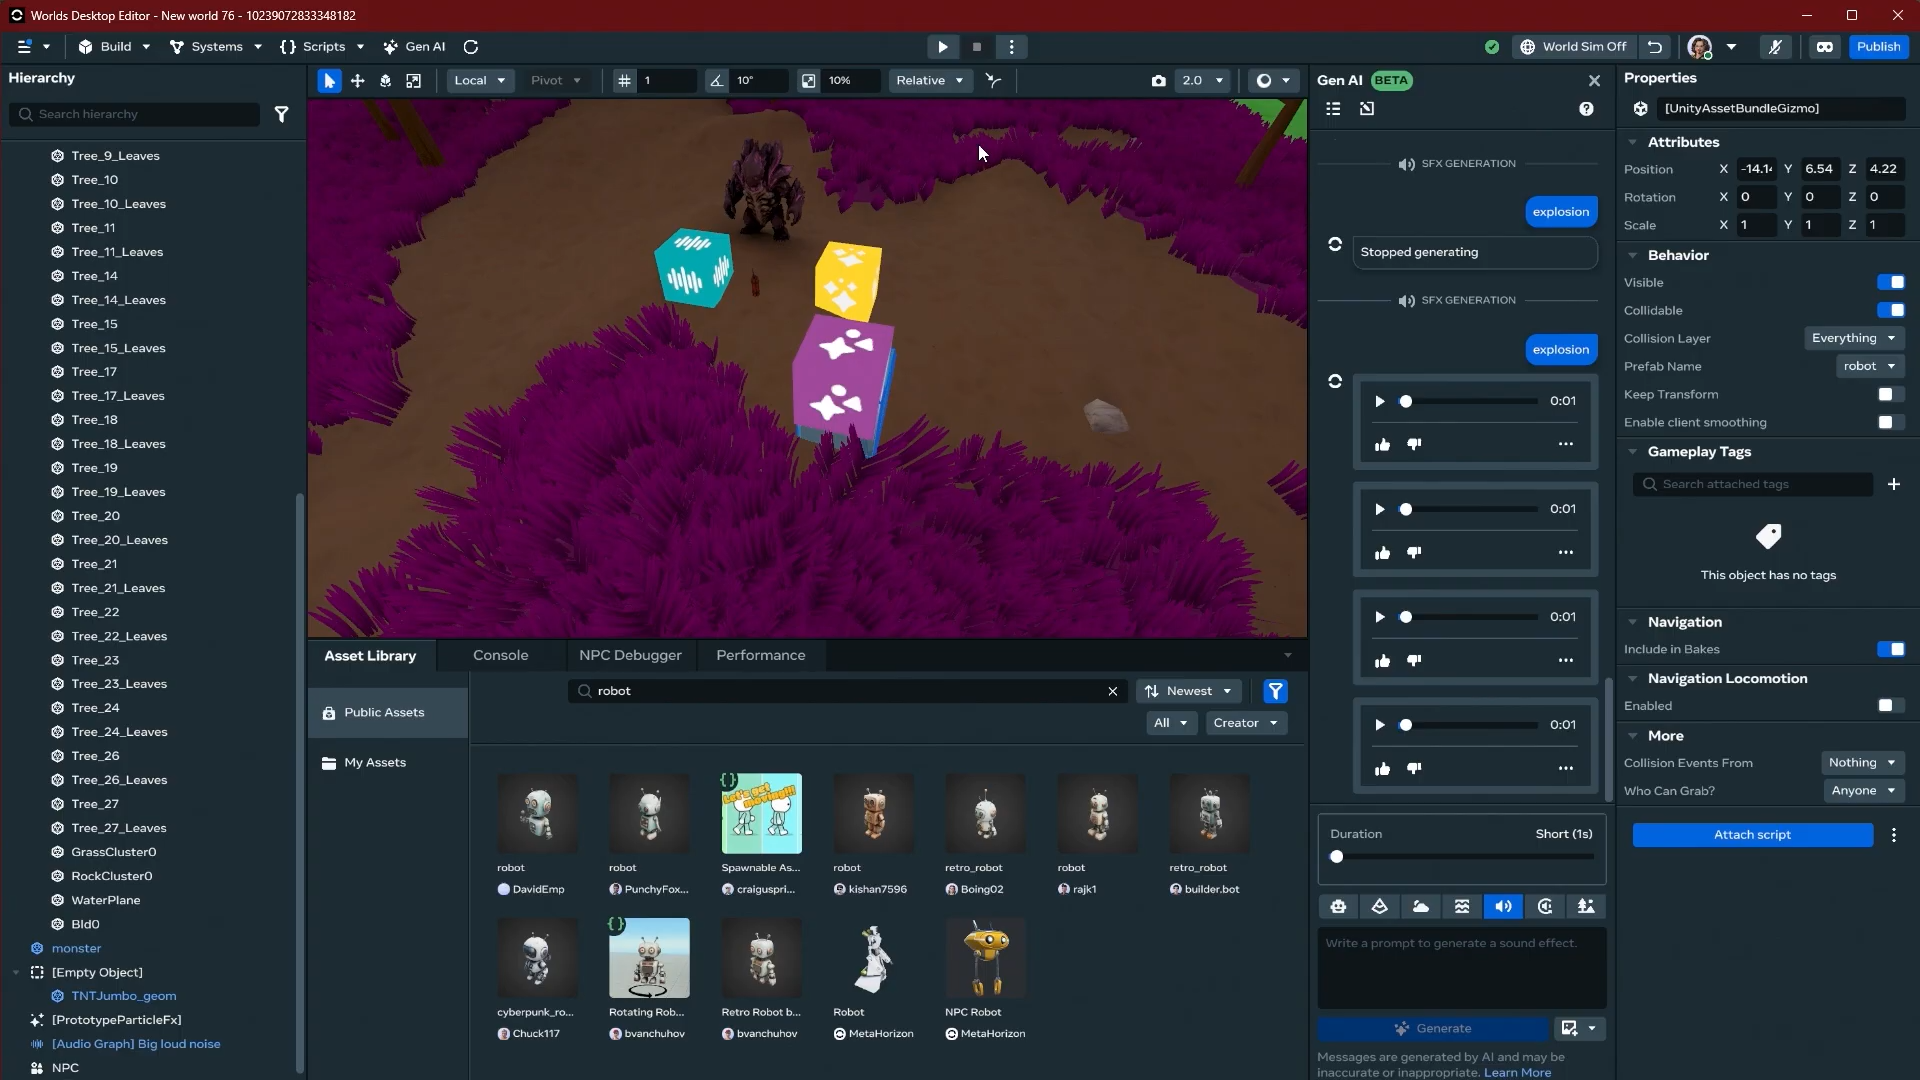 Worlds Desktop Editor - New world 76 - 10239072833348182
Build
Systems
Scripts
Gen AI
World Sim Off
Publish
Hierarchy
Search hierarchy
Tree_9_Leaves
Tree_10
Tree_10_Leaves
Tree_11
Tree_11_Leaves
Tree_14
Tree_14_Leaves
Tree_15
Tree_15_Leaves
Tree_17
Tree_17_Leaves
Tree_18
Tree_18_Leaves
Tree_19
Tree_19_Leaves
Tree_20
Tree_20_Leaves
Tree_21
Tree_21_Leaves
Tree_22
Tree_22_Leaves
Tree_23
Tree_23_Leaves
Tree_24
Tree_24_Leaves
Tree_26
Tree_26_Leaves
Tree_27
Tree_27_Leaves
GrassCluster0
RockCluster0
WaterPlane
Bld0
monster
[Empty Object]
TNTJumbo_geom
[PrototypeParticleFx]
[Audio Graph] Big loud noise
NPC
Local
Pivot
1
10°
10%
Relative
2.0
Asset Library
Console
NPC Debugger
Performance
Public Assets
My Assets
robot
Newest
All
Creator
Let's get moving!!!
robot
robot
Spawnable As...
robot
retro_robot
robot
retro_robot
DavidEmp
PunchyFox...
craiguspri...
kishan7596
Boing02
rajk1
builder.bot
cyberpunk_ro...
Rotating Rob...
Retro Robot b...
Robot
NPC Robot
Chuck117
bvanchuhov
bvanchuhov
MetaHorizon
MetaHorizon
Gen AI BETA
SFX GENERATION
explosion
Stopped generating
SFX GENERATION
explosion
0:01
0:01
0:01
0:01
Duration
Short (1s)
Write a prompt to generate a sound effect.
Generate
Messages are generated by AI and may be
inaccurate or inappropriate. Learn More
Properties
[UnityAssetBundleGizmo]
Attributes
Position X -14.14 Y 6.54 Z 4.22
Rotation X 0 Y 0 Z 0
Scale X 1 Y 1 Z 1
Behavior
Visible
Collidable
Collision Layer Everything
Prefab Name robot
Keep Transform
Enable client smoothing
Gameplay Tags
Search attached tags
This object has no tags
Navigation
Include in Bakes
Navigation Locomotion
Enabled
More
Collision Events From Nothing
Who Can Grab? Anyone
Attach script